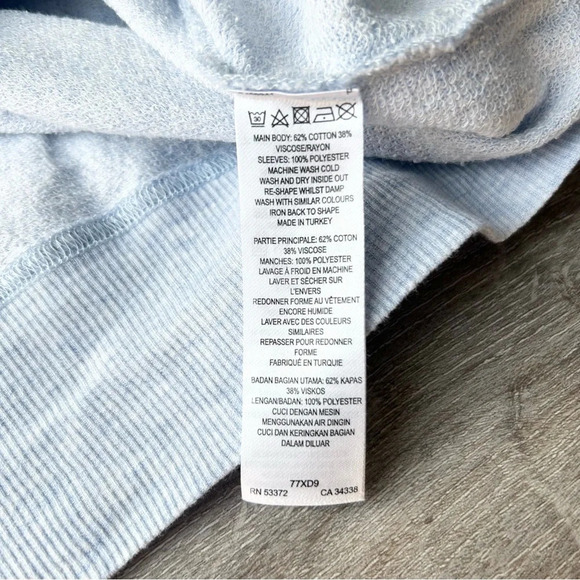 30
MAIN BODY: 62% COTTON 38%
VISCOSE/RAYON
SLEEVES: 100% POLYESTER
MACHINE WASH COLD
WASH AND DRY INSIDE OUT
RE-SHAPE WHILST DAMP
WASH WITH SIMILAR COLOURS
IRON BACK TO SHAPE
MADE IN TURKEY
PARTIE PRINCIPALE: 62% COTON
38% VISCOSE
MANCHES: 100% POLYESTER
LAVAGE À FROID EN MACHINE
LAVER ET SÉCHER SUR
L'ENVERS
REDONNER FORME AU VÊTEMENT
ENCORE HUMIDE
LAVER AVEC DES COULEURS
SIMILAIRES
REPASSER POUR REDONNER
FORME
FABRIQUÉ EN TURQUIE
BADAN BAGIAN UTAMA: 62% KAPAS
38% VISKOS
LENGAN/BADAN: 100% POLYESTER
CUCI DENGAN MESIN
MENGGUNAKAN AIR DINGIN
CUCI DAN KERINGKAN BAGIAN
DALAM DILUAR
77XD9
RN 53372 CA 34338